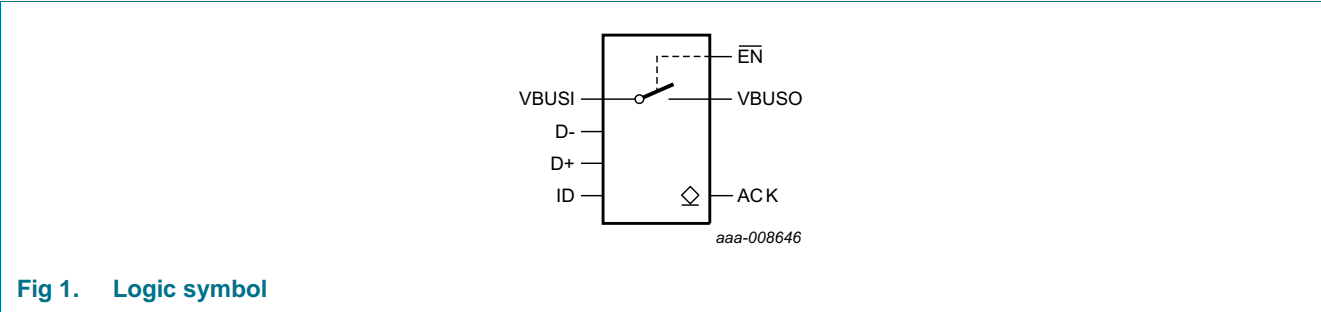 EN
VBUSI
VBUSO
D-
D+
ID
ACK
aaa-008646
Fig 1. Logic symbol